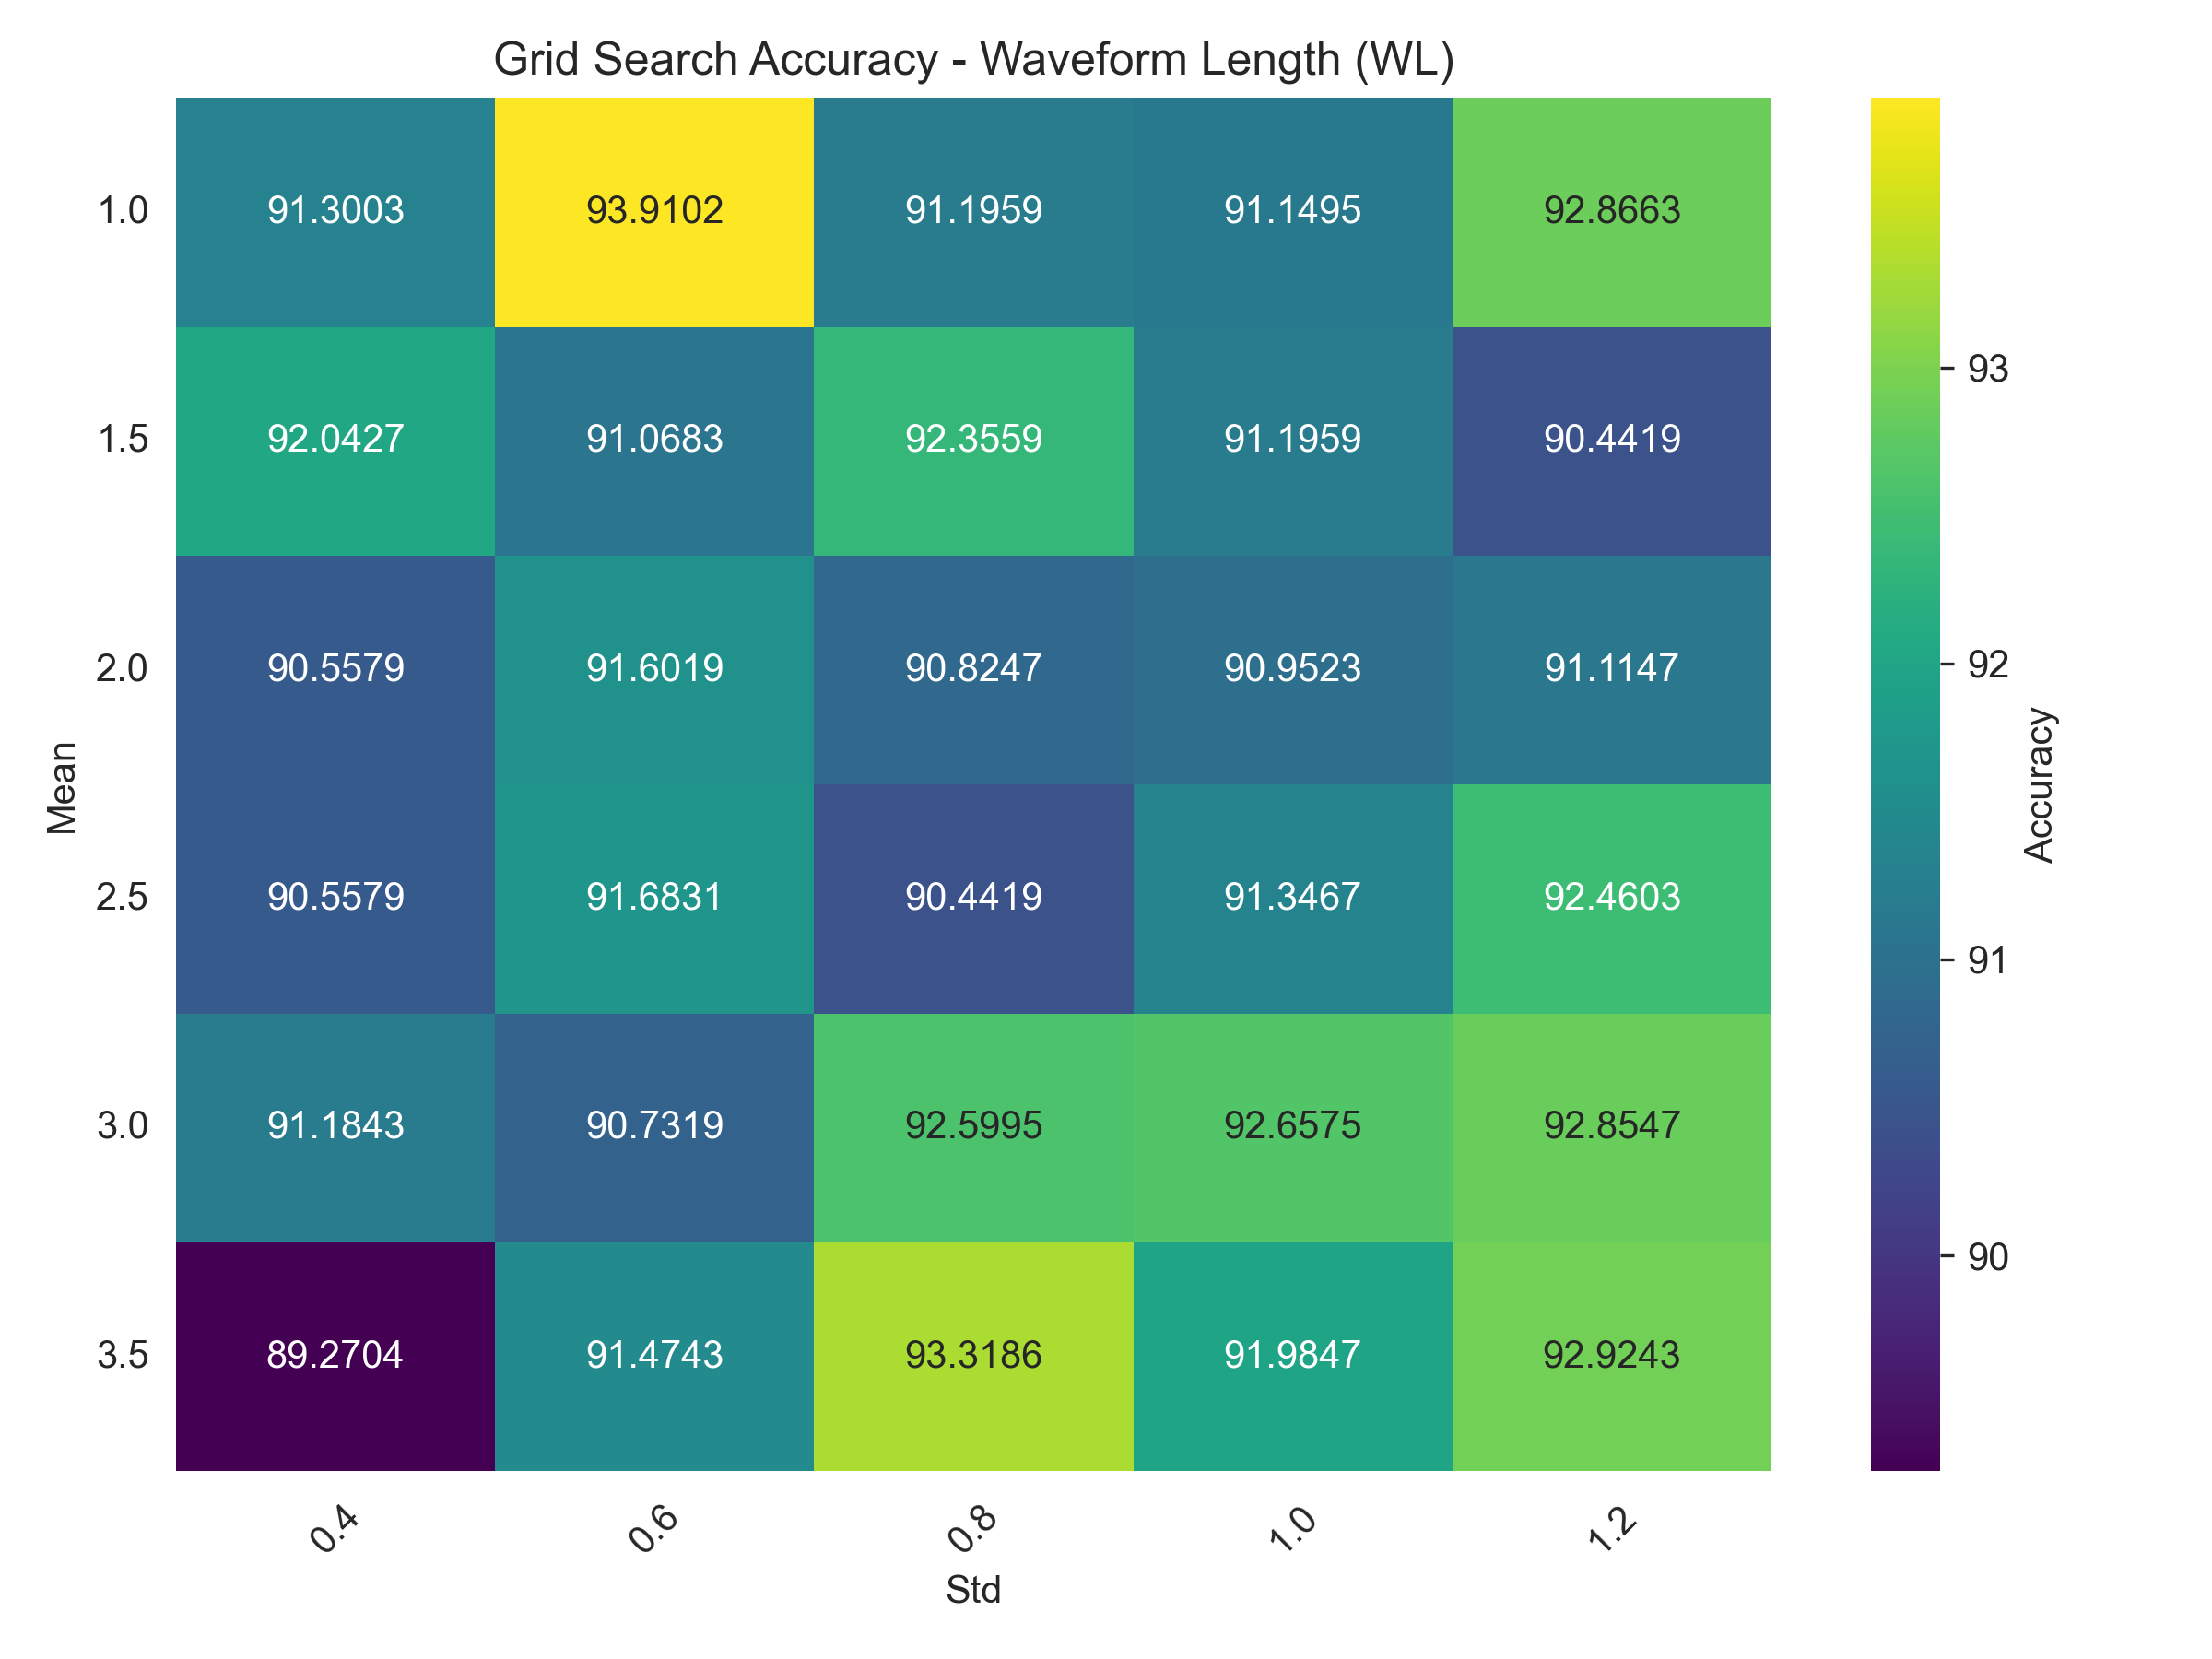 Grid Search Accuracy - Waveform Length (WL)
1.0 91.3003 93.9102 91.1959 91.1495 92.8663
93
1.5 92.0427 91.0683 92.3559 91.1959 90.4419
2.0 90.5579 91.6019 90.8247 90.9523 91.1147
92
Mean
Accuracy
2.5 90.5579 91.6831 90.4419 91.3467 92.4603
91
3.0 91.1843 90.7319 92.5995 92.6575 92.8547
90
3.5 89.2704 91.4743 93.3186 91.9847 92.9243
0.4 0.6 0.8 1.0 1.2
Std